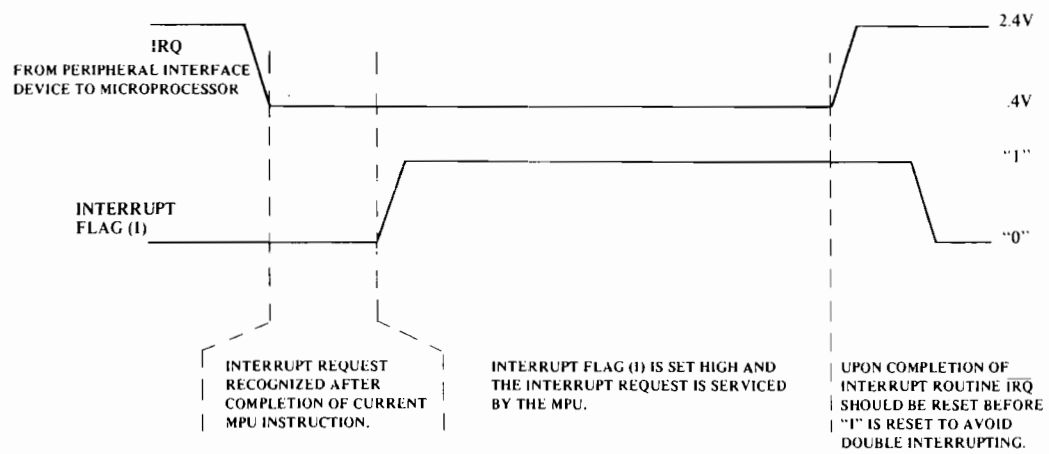 2.4V
IRQ
FROM PERIPHERAL INTERFACE
DEVICE TO MICROPROCESSOR
.4V
"1"
INTERRUPT
FLAG (I)
"0"
INTERRUPT REQUEST
RECOGNIZED AFTER
COMPLETION OF CURRENT
MPU INSTRUCTION.
INTERRUPT FLAG (I) IS SET HIGH AND
THE INTERRUPT REQUEST IS SERVICED
BY THE MPU.
UPON COMPLETION OF
INTERRUPT ROUTINE I̅R̅Q̅
SHOULD BE RESET BEFORE
"I" IS RESET TO AVOID
DOUBLE INTERRUPTING.